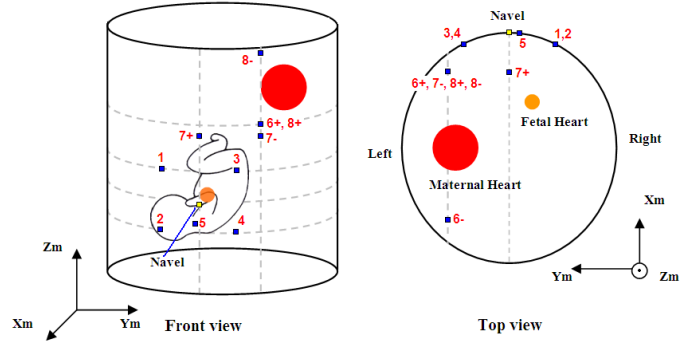 8-
6+, 8+
7+
7-
1
3
2
5
4
Navel
Zm
Xm
Ym
Front view
Navel
3,4
5
1,2
6+, 7-, 8+, 8-
7+
Fetal Heart
Left
Right
Maternal Heart
6-
Xm
Ym
Zm
Top view